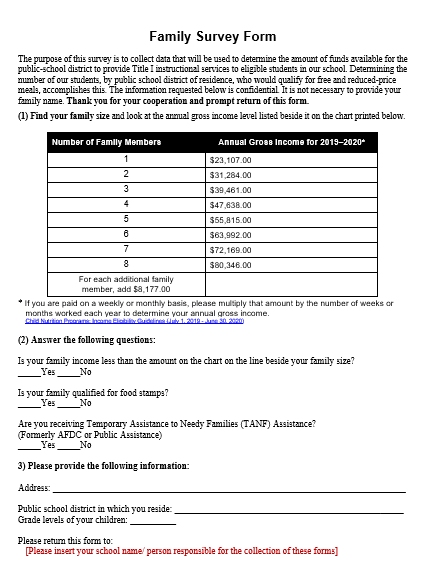 Family Survey Form
The purpose of this survey is to collect data that will be used to determine the amount of funds available for the
public-school district to provide Title I instructional services to eligible students in our school. Determining the
number of our students, by public school district of residence, who would qualify for free and reduced-price
meals, accomplishes this. The information requested below is confidential. It is not necessary to provide your
family name. Thank you for your cooperation and prompt return of this form.
(1) Find your family size and look at the annual gross income level listed beside it on the chart printed below.
Number of Family Members Annual Gross Income for 2019–2020*
1 $23,107.00
2 $31,284.00
3 $39,461.00
4 $47,638.00
5 $55,815.00
6 $63,992.00
7 $72,169.00
8 $80,346.00
For each additional family
member, add $8,177.00
* If you are paid on a weekly or monthly basis, please multiply that amount by the number of weeks or
months worked each year to determine your annual gross income.
Child Nutrition Programs: Income Eligibility Guidelines (July 1, 2019 - June 30, 2020)
(2) Answer the following questions:
Is your family income less than the amount on the chart on the line beside your family size?
_____Yes _____No
Is your family qualified for food stamps?
_____Yes _____No
Are you receiving Temporary Assistance to Needy Families (TANF) Assistance?
(Formerly AFDC or Public Assistance)
_____Yes _____No
3) Please provide the following information:
Address: ______________________________
Public school district in which you reside: ______________________________
Grade levels of your children: __________
Please return this form to:
[Please insert your school name/ person responsible for the collection of these forms]